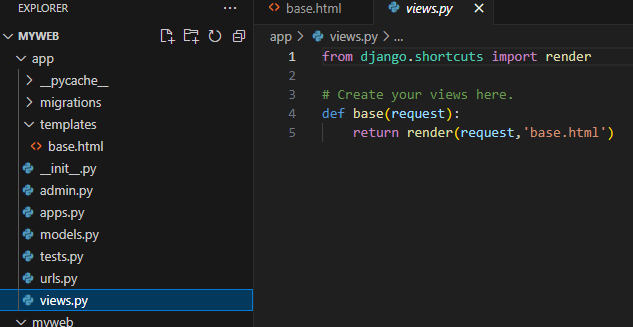 EXPLORER
MYWEB
app
__pycache__
migrations
templates
base.html
__init__.py
admin.py
apps.py
models.py
tests.py
urls.py
views.py
myweb
base.html
views.py
app > views.py > ...
1 from django.shortcuts import render
2
3 # Create your views here.
4 def base(request):
5     return render(request,'base.html')